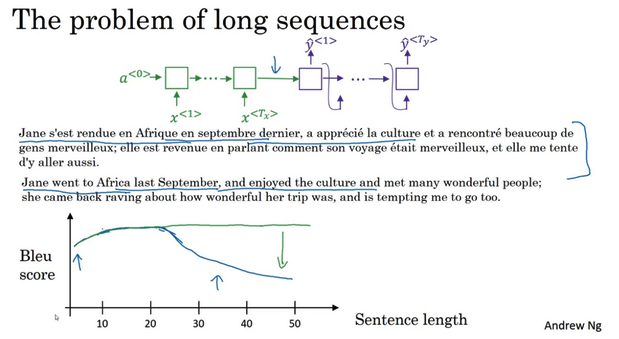 The problem of long sequences
ŷ<1> ŷ<Ty>
a<0>
x<1> x<Tx>
Jane s'est rendue en Afrique en septembre dernier, a apprécié la culture et a rencontré beaucoup de
gens merveilleux; elle est revenue en parlant comment son voyage était merveilleux, et elle me tente
d'y aller aussi.
Jane went to Africa last September, and enjoyed the culture and met many wonderful people;
she came back raving about how wonderful her trip was, and is tempting me to go too.
Bleu
score
10 20 30 40 50
Sentence length
Andrew Ng